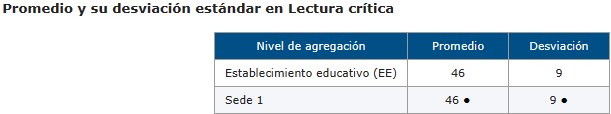 Promedio y su desviación estándar en Lectura crítica
Nivel de agregación Promedio Desviación
Establecimiento educativo (EE) 46 9
Sede 1 46 ● 9 ●